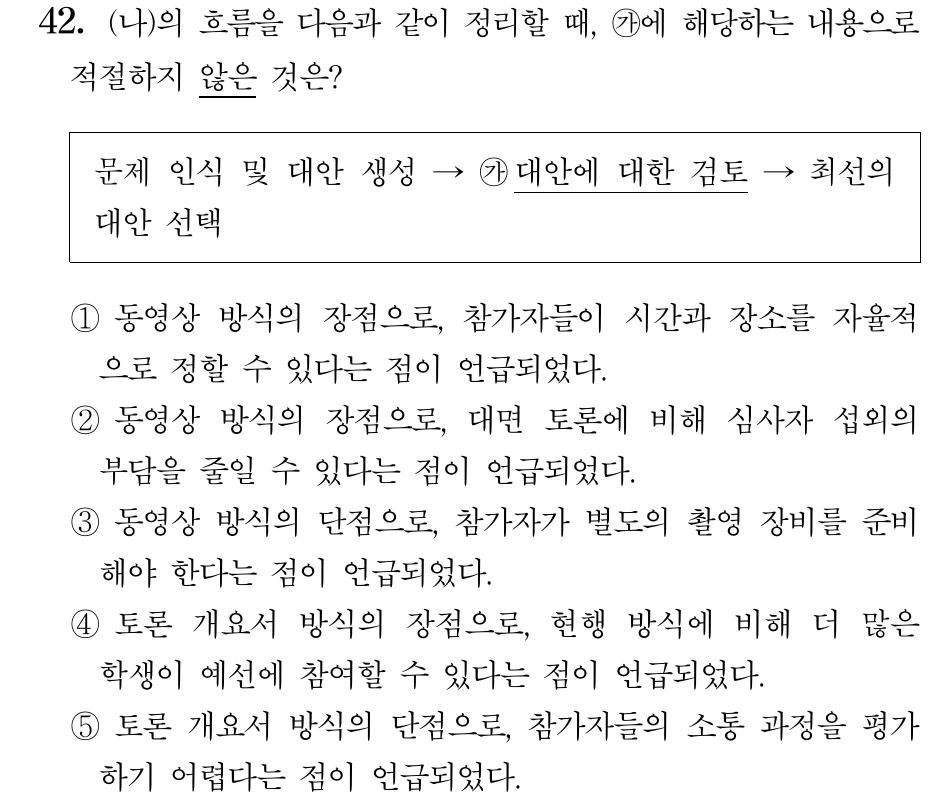 42. (나)의 흐름을 다음과 같이 정리할 때, ㉮에 해당하는 내용으로
적절하지 않은 것은?
문제 인식 및 대안 생성 → ㉮ 대안에 대한 검토 → 최선의
대안 선택
① 동영상 방식의 장점으로, 참가자들이 시간과 장소를 자율적
으로 정할 수 있다는 점이 언급되었다.
② 동영상 방식의 장점으로, 대면 토론에 비해 심사자 섭외의
부담을 줄일 수 있다는 점이 언급되었다.
③ 동영상 방식의 단점으로, 참가자가 별도의 촬영 장비를 준비
해야 한다는 점이 언급되었다.
④ 토론 개요서 방식의 장점으로, 현행 방식에 비해 더 많은
학생이 예선에 참여할 수 있다는 점이 언급되었다.
⑤ 토론 개요서 방식의 단점으로, 참가자들의 소통 과정을 평가
하기 어렵다는 점이 언급되었다.